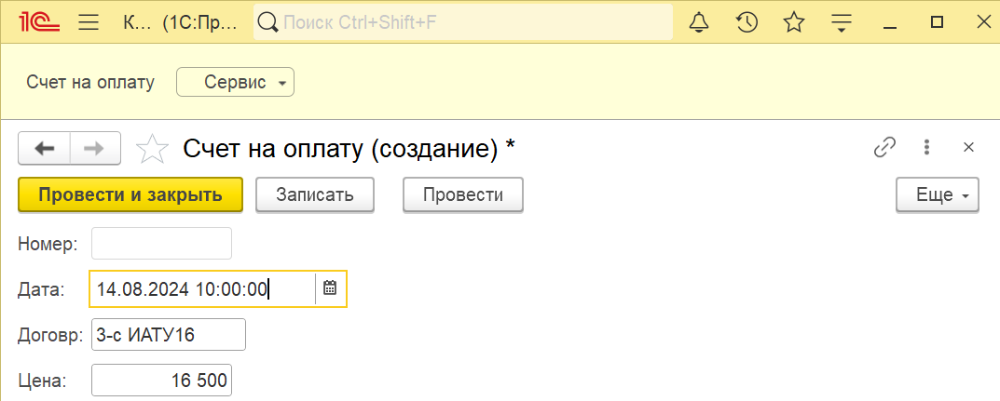 1С К... (1С:Пр... Поиск Ctrl+Shift+F
Счет на оплату Сервис
Счет на оплату (создание) *
Провести и закрыть Записать Провести Еще
Номер:
Дата: 14.08.2024 10:00:00
Договр: 3-с ИАТУ16
Цена: 16 500